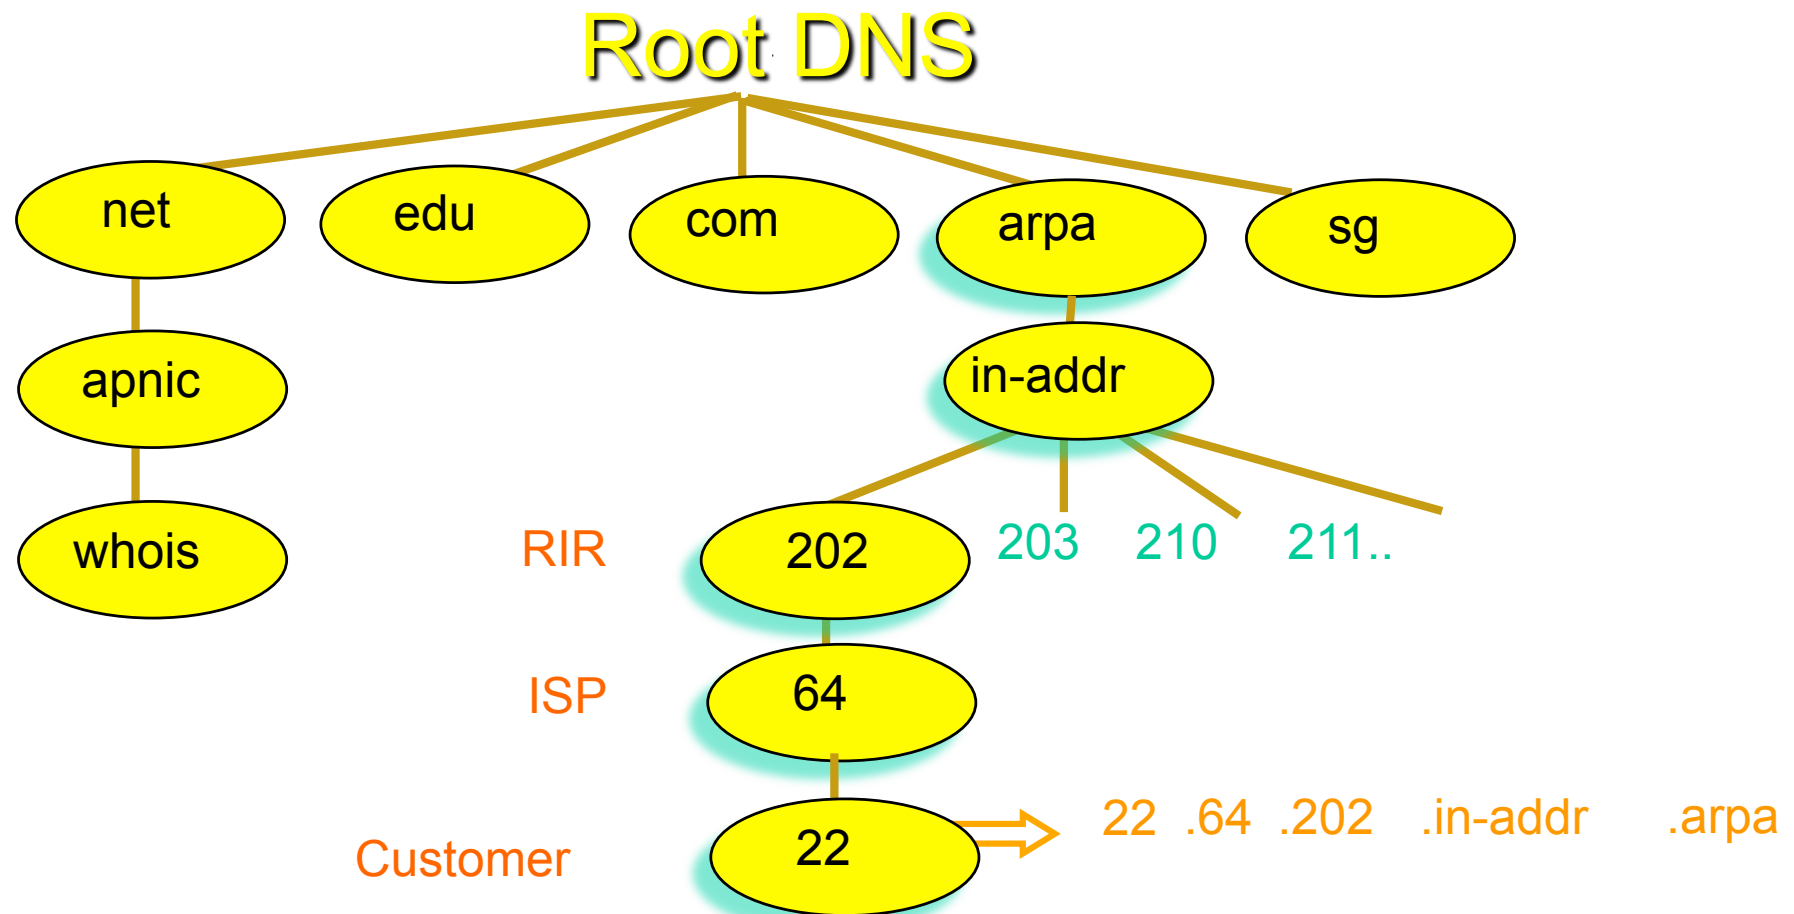 Root DNS
net
edu
com
arpa
sg
apnic
in-addr
whois
RIR
202
203
210
211..
ISP
64
22 .64 .202 .in-addr .arpa
Customer
22